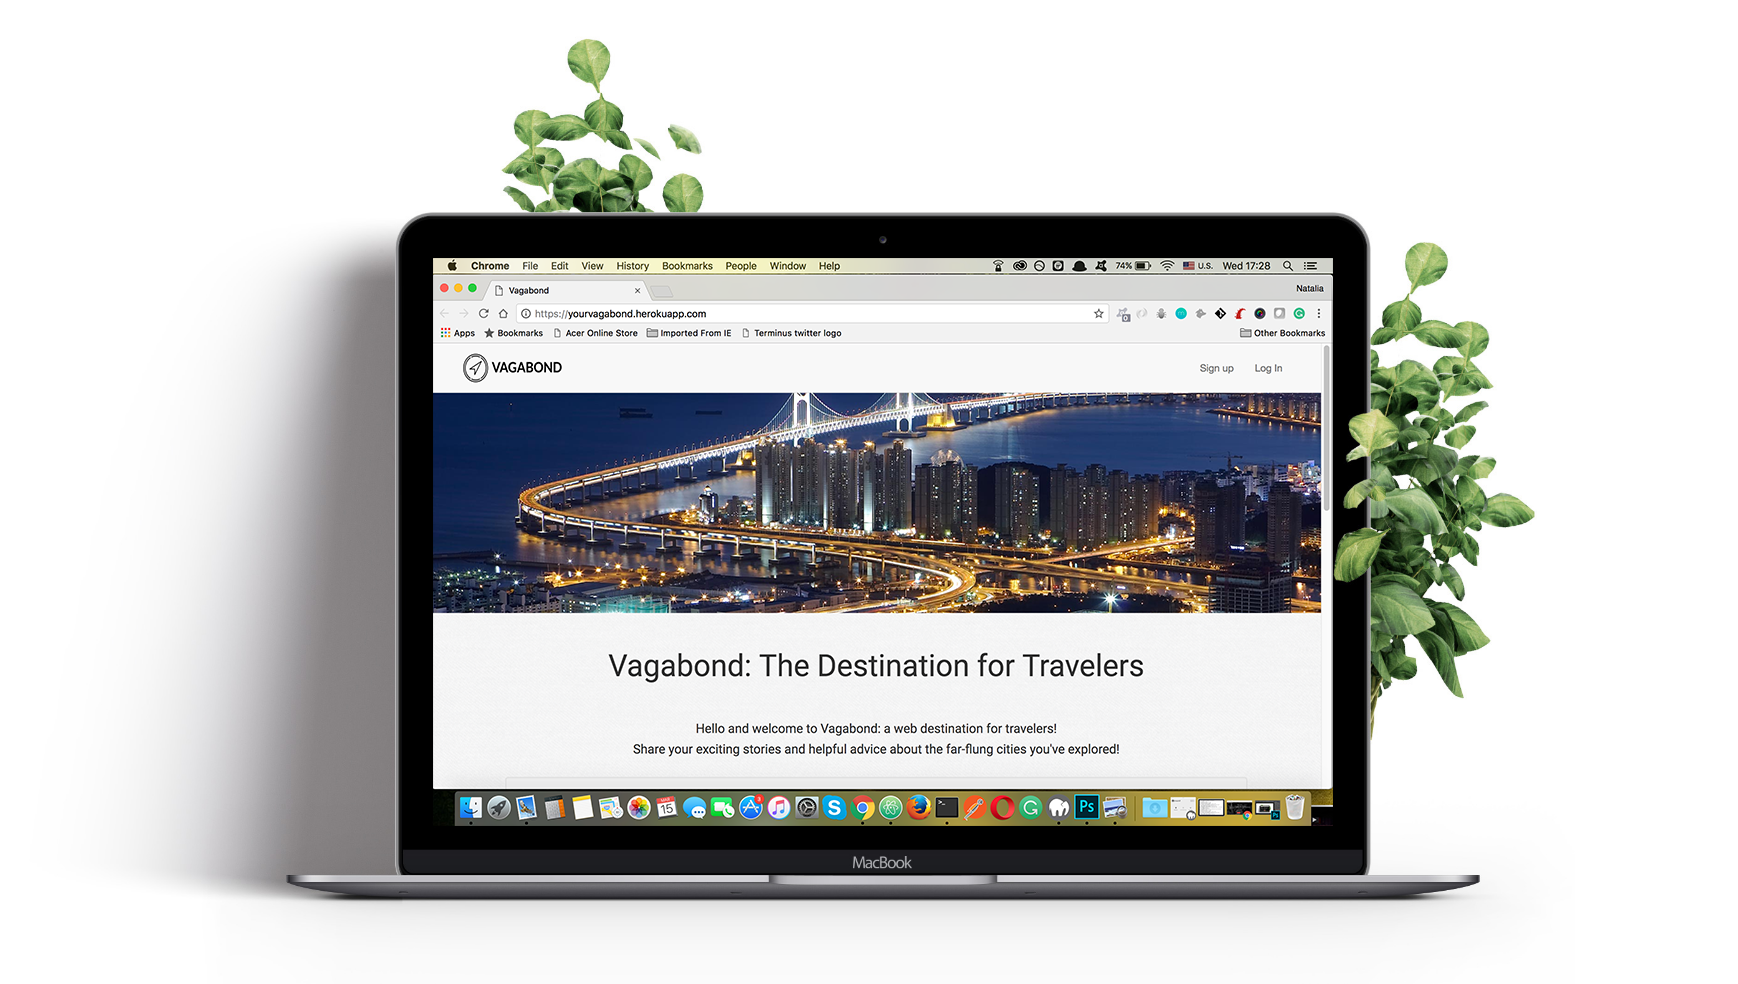 Chrome File Edit View History Bookmarks People Window Help 74% U.S. Wed 17:28
Vagabond Natalia
https://yourvagabond.herokuapp.com
Apps Bookmarks Acer Online Store Imported From IE Terminus twitter logo Other Bookmarks
VAGABOND Sign up Log In
Vagabond: The Destination for Travelers
Hello and welcome to Vagabond: a web destination for travelers!
Share your exciting stories and helpful advice about the far-flung cities you've explored!
15
3
Ps
MacBook